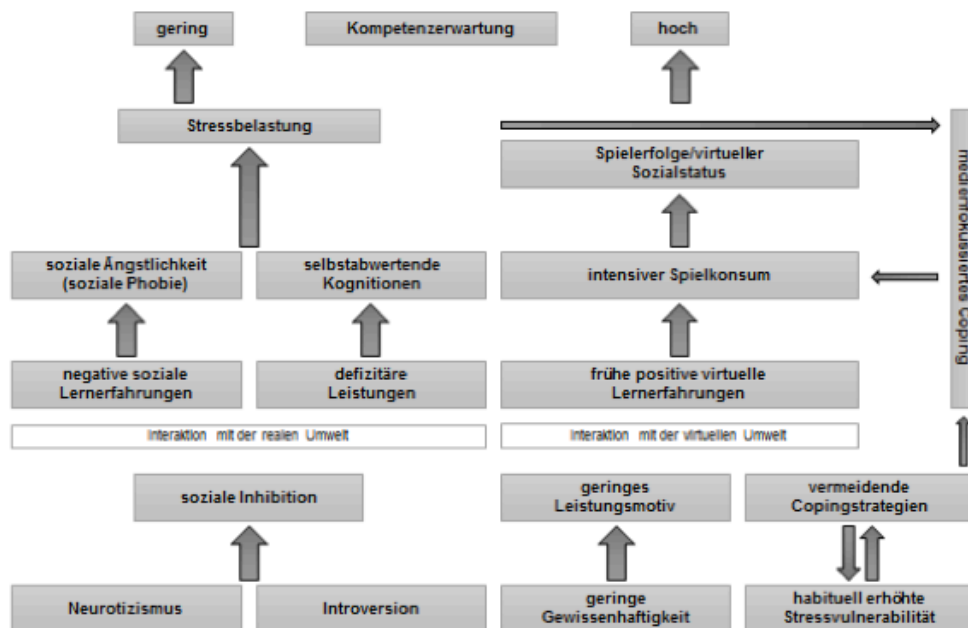 gering
Kompetenzerwartung
hoch
Stressbelastung
Spielerfolge/virtueller
Sozialstatus
medienfokussiertes Coping
soziale Ängstlichkeit
(soziale Phobie)
selbstabwertende
Kognitionen
intensiver Spielkonsum
negative soziale
Lernerfahrungen
defizitäre
Leistungen
frühe positive virtuelle
Lernerfahrungen
Interaktion mit der realen Umwelt
Interaktion mit der virtuellen Umwelt
soziale Inhibition
geringes
Leistungsmotiv
vermeidende
Copingstrategien
Neurotizismus
Introversion
geringe
Gewissenhaftigkeit
habituell erhöhte
Stressvulnerabilität